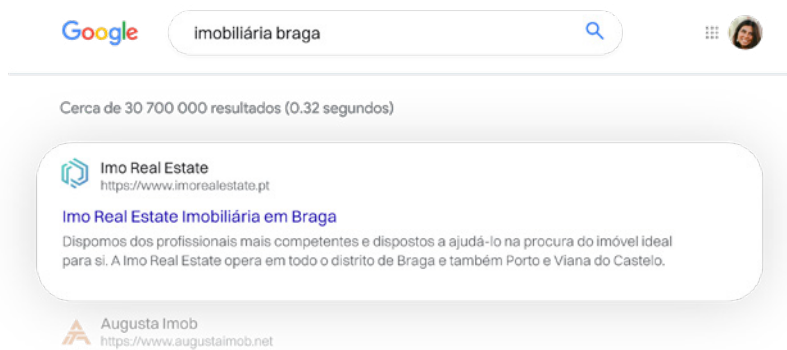 Google
imobiliária braga
Cerca de 30 700 000 resultados (0.32 segundos)
Imo Real Estate
https://www.imorealestate.pt
Imo Real Estate Imobiliária em Braga
Dispomos dos profissionais mais competentes e dispostos a ajudá-lo na procura do imóvel ideal
para si. A Imo Real Estate opera em todo o distrito de Braga e também Porto e Viana do Castelo.
Augusta Imob
https://www.augustaimob.net